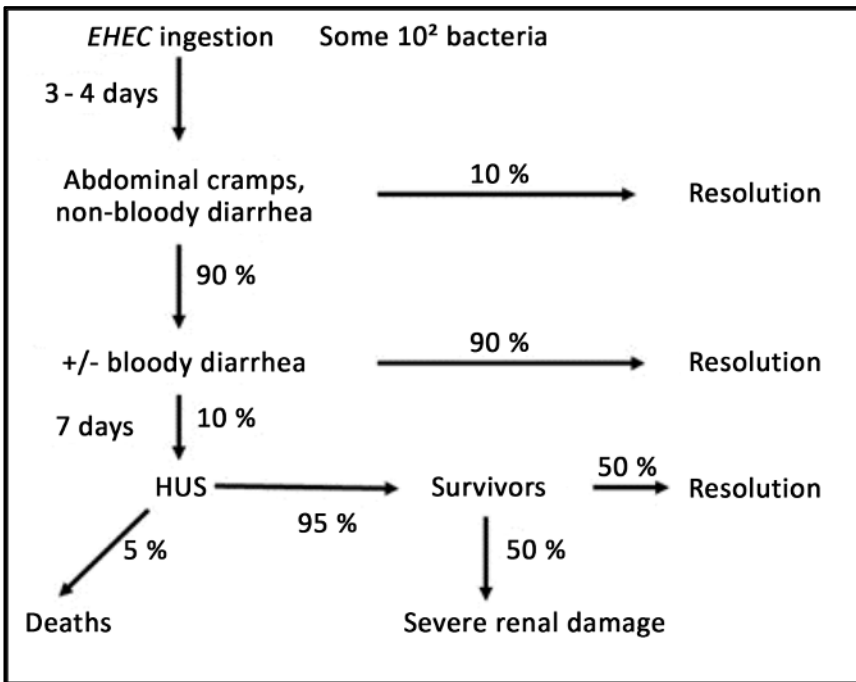 EHEC ingestion Some 10² bacteria
3 - 4 days
10 %
Abdominal cramps,
non-bloody diarrhea
Resolution
90 %
90 %
+/- bloody diarrhea
Resolution
7 days
10 %
50 %
HUS
Survivors
Resolution
95 %
5 %
50 %
Deaths
Severe renal damage